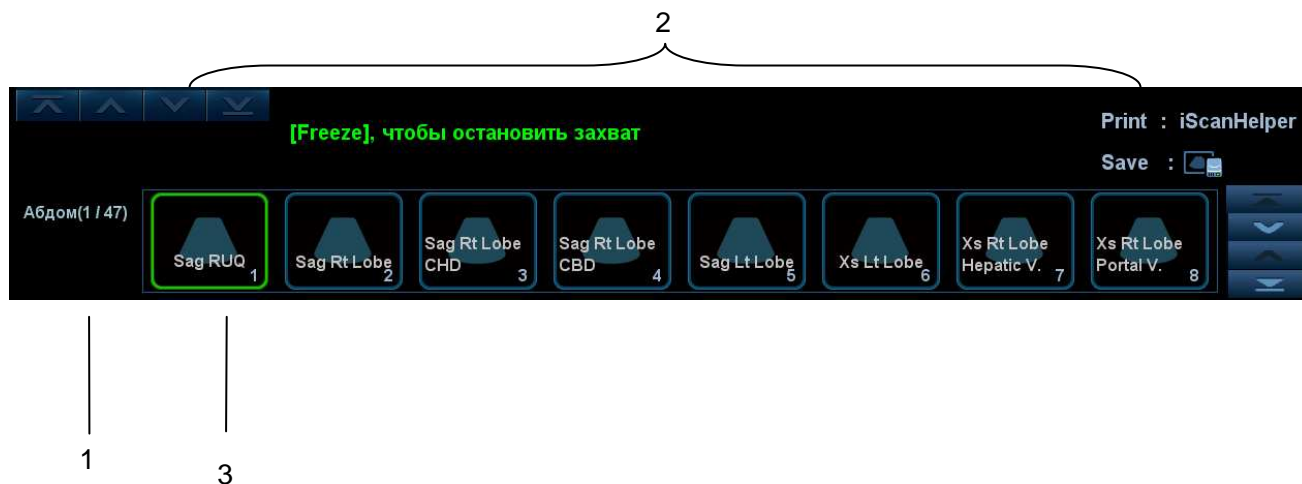 2
[Freeze], чтобы остановить захват
Print : iScanHelper
Save :
Абдом(1 / 47)
Sag RUQ
1
Sag Rt Lobe
2
Sag Rt Lobe
CHD
3
Sag Rt Lobe
CBD
4
Sag Lt Lobe
5
Xs Lt Lobe
6
Xs Rt Lobe
Hepatic V.
7
Xs Rt Lobe
Portal V.
8
1
3